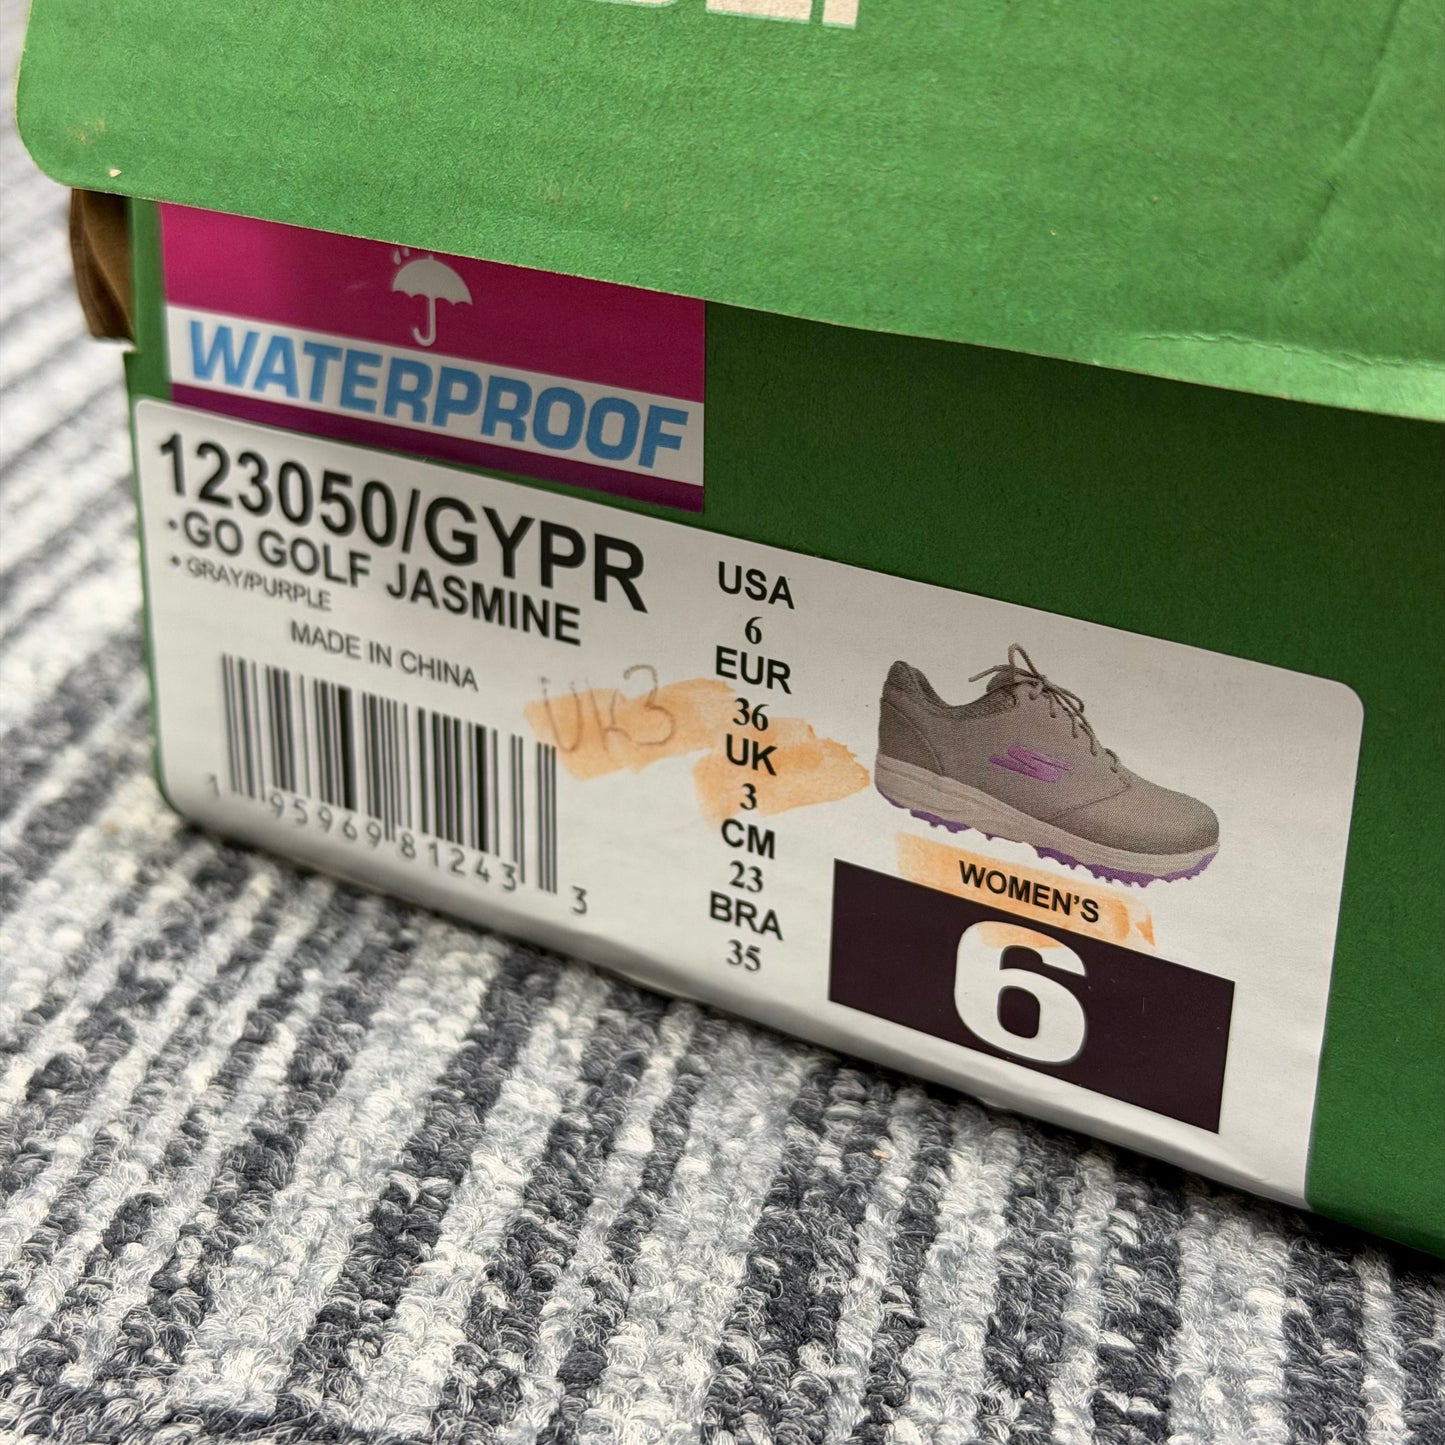 WATERPROOF
123050/GYPR
•GO GOLF JASMINE
• GRAY/PURPLE
MADE IN CHINA
UK3
1 95969 81243 3
USA
6
EUR
36
UK
3
CM
23
BRA
35
WOMEN'S
6